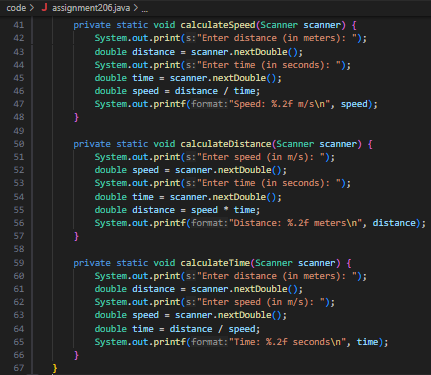 code > J assignment206.java > ...
41 private static void calculateSpeed(Scanner scanner) {
42 System.out.print(s:"Enter distance (in meters): ");
43 double distance = scanner.nextDouble();
44 System.out.print(s:"Enter time (in seconds): ");
45 double time = scanner.nextDouble();
46 double speed = distance / time;
47 System.out.printf(format:"Speed: %.2f m/s\n", speed);
48 }
49
50 private static void calculateDistance(Scanner scanner) {
51 System.out.print(s:"Enter speed (in m/s): ");
52 double speed = scanner.nextDouble();
53 System.out.print(s:"Enter time (in seconds): ");
54 double time = scanner.nextDouble();
55 double distance = speed * time;
56 System.out.printf(format:"Distance: %.2f meters\n", distance);
57 }
58
59 private static void calculateTime(Scanner scanner) {
60 System.out.print(s:"Enter distance (in meters): ");
61 double distance = scanner.nextDouble();
62 System.out.print(s:"Enter speed (in m/s): ");
63 double speed = scanner.nextDouble();
64 double time = distance / speed;
65 System.out.printf(format:"Time: %.2f seconds\n", time);
66 }
67 }